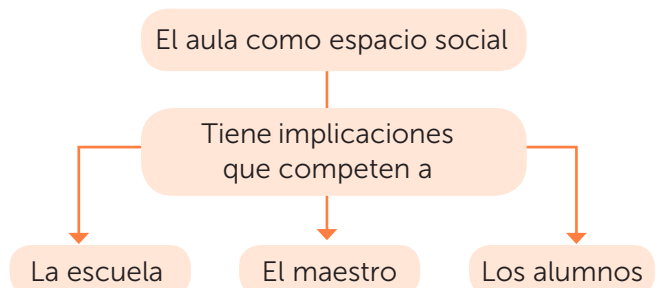 El aula como espacio social
Tiene implicaciones
que competen a
La escuela
El maestro
Los alumnos